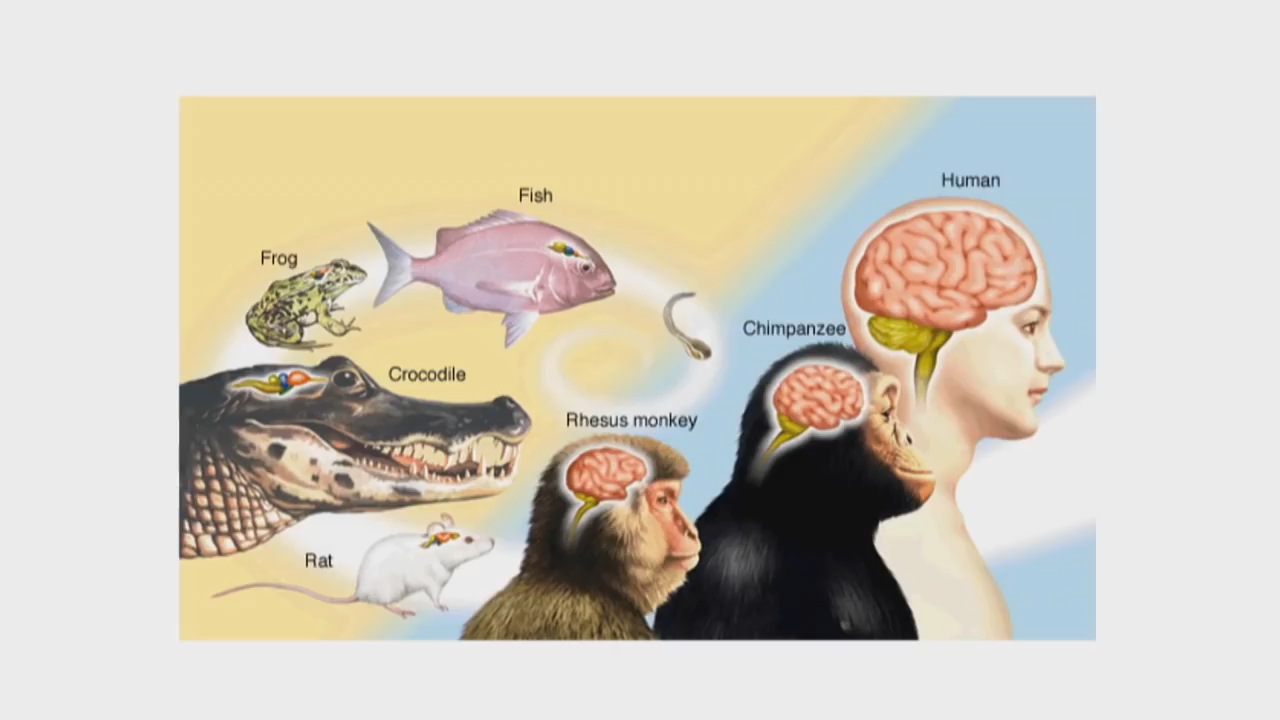 Human
Fish
Frog
Chimpanzee
Crocodile
Rhesus monkey
Rat